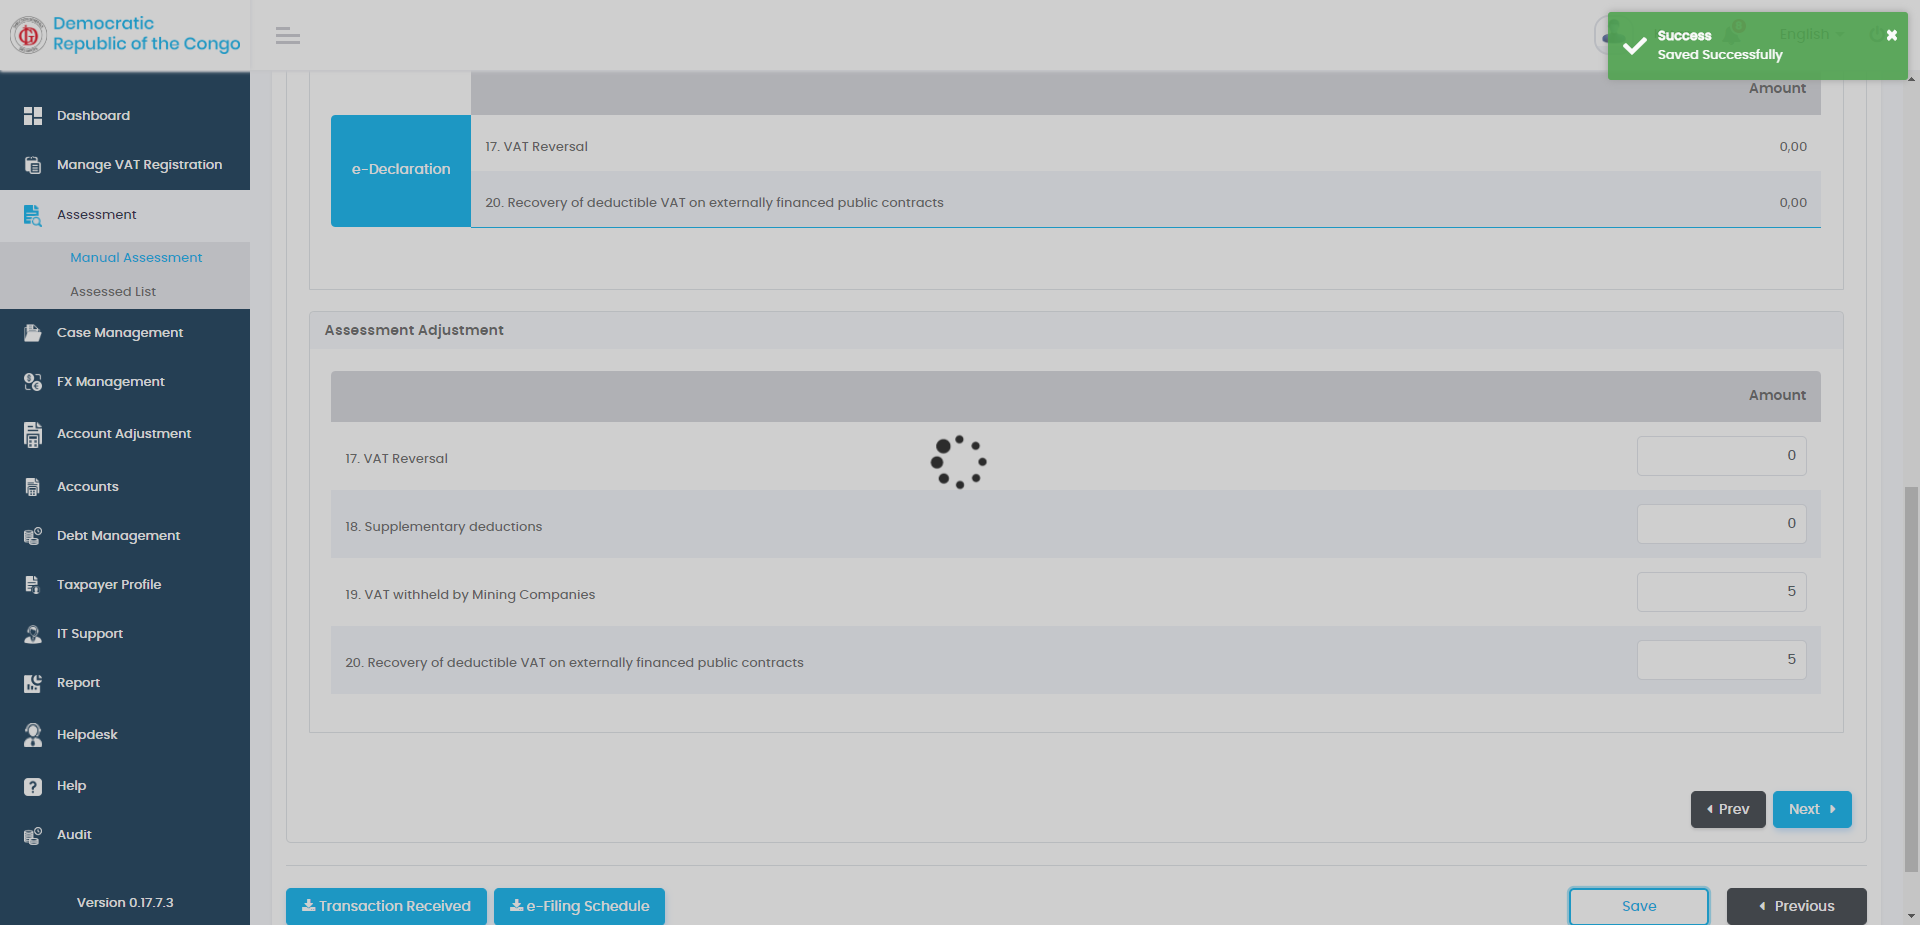 Democratic
Republic of the Congo
English
Success
Saved Successfully
Dashboard
Manage VAT Registration
Assessment
Manual Assessment
Assessed List
Case Management
FX Management
Account Adjustment
Accounts
Debt Management
Taxpayer Profile
IT Support
Report
Helpdesk
Help
Audit
Version 0.17.7.3
Amount
e-Declaration
17. VAT Reversal 0,00
20. Recovery of deductible VAT on externally financed public contracts 0,00
Assessment Adjustment
Amount
17. VAT Reversal 0
18. Supplementary deductions 0
19. VAT withheld by Mining Companies 5
20. Recovery of deductible VAT on externally financed public contracts 5
Prev Next
Transaction Received e-Filing Schedule Save Previous